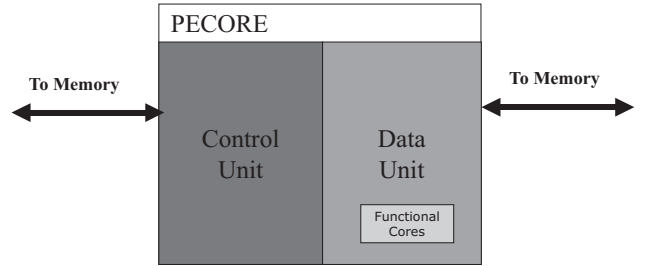 PECORE
To Memory
To Memory
Control
Unit
Data
Unit
Functional
Cores